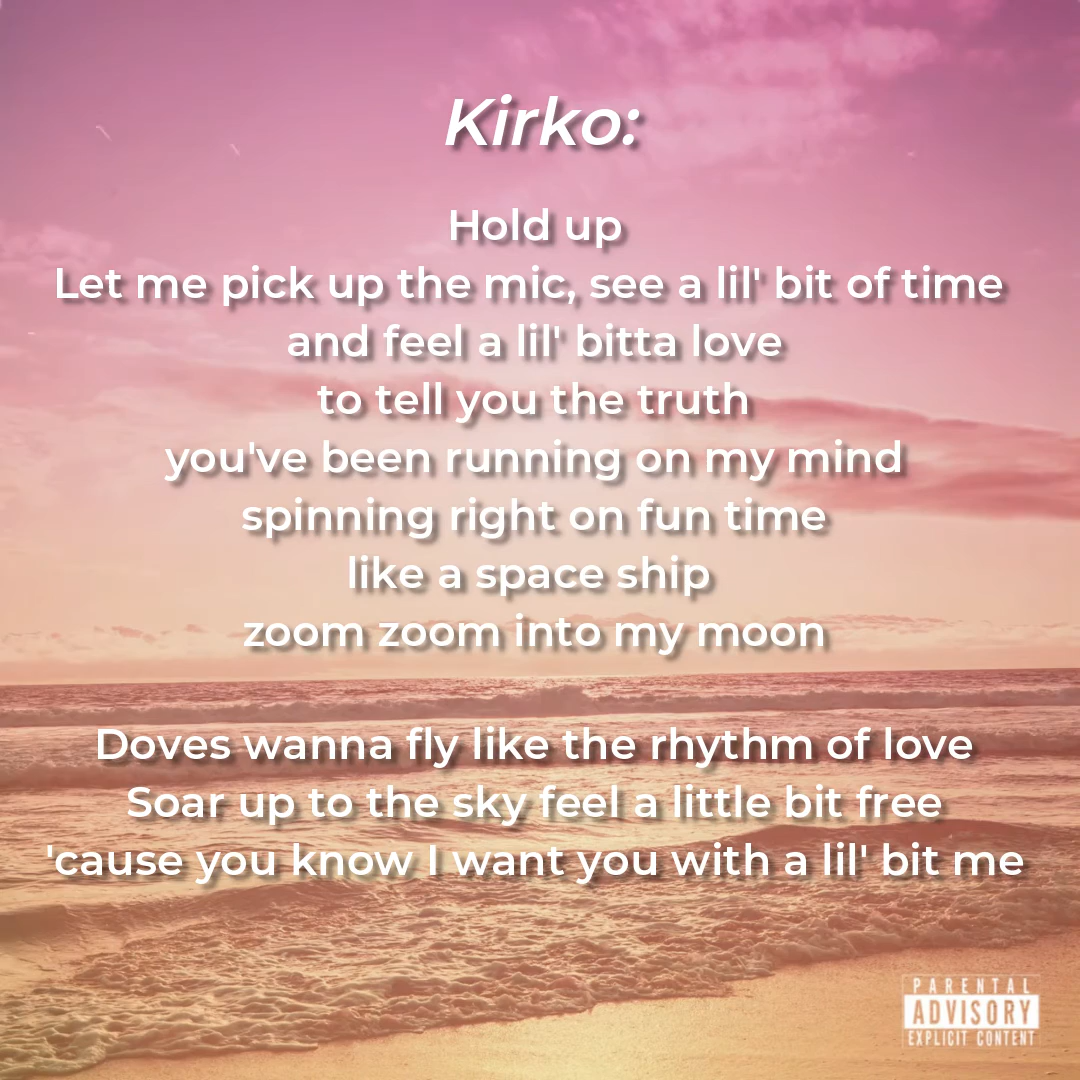 Kirko:
Hold up
Let me pick up the mic, see a lil' bit of time
and feel a lil' bitta love
to tell you the truth
you've been running on my mind
spinning right on fun time
like a space ship
zoom zoom into my moon
Doves wanna fly like the rhythm of love
Soar up to the sky feel a little bit free
'cause you know I want you with a lil' bit me
PARENTAL
ADVISORY
EXPLICIT CONTENT